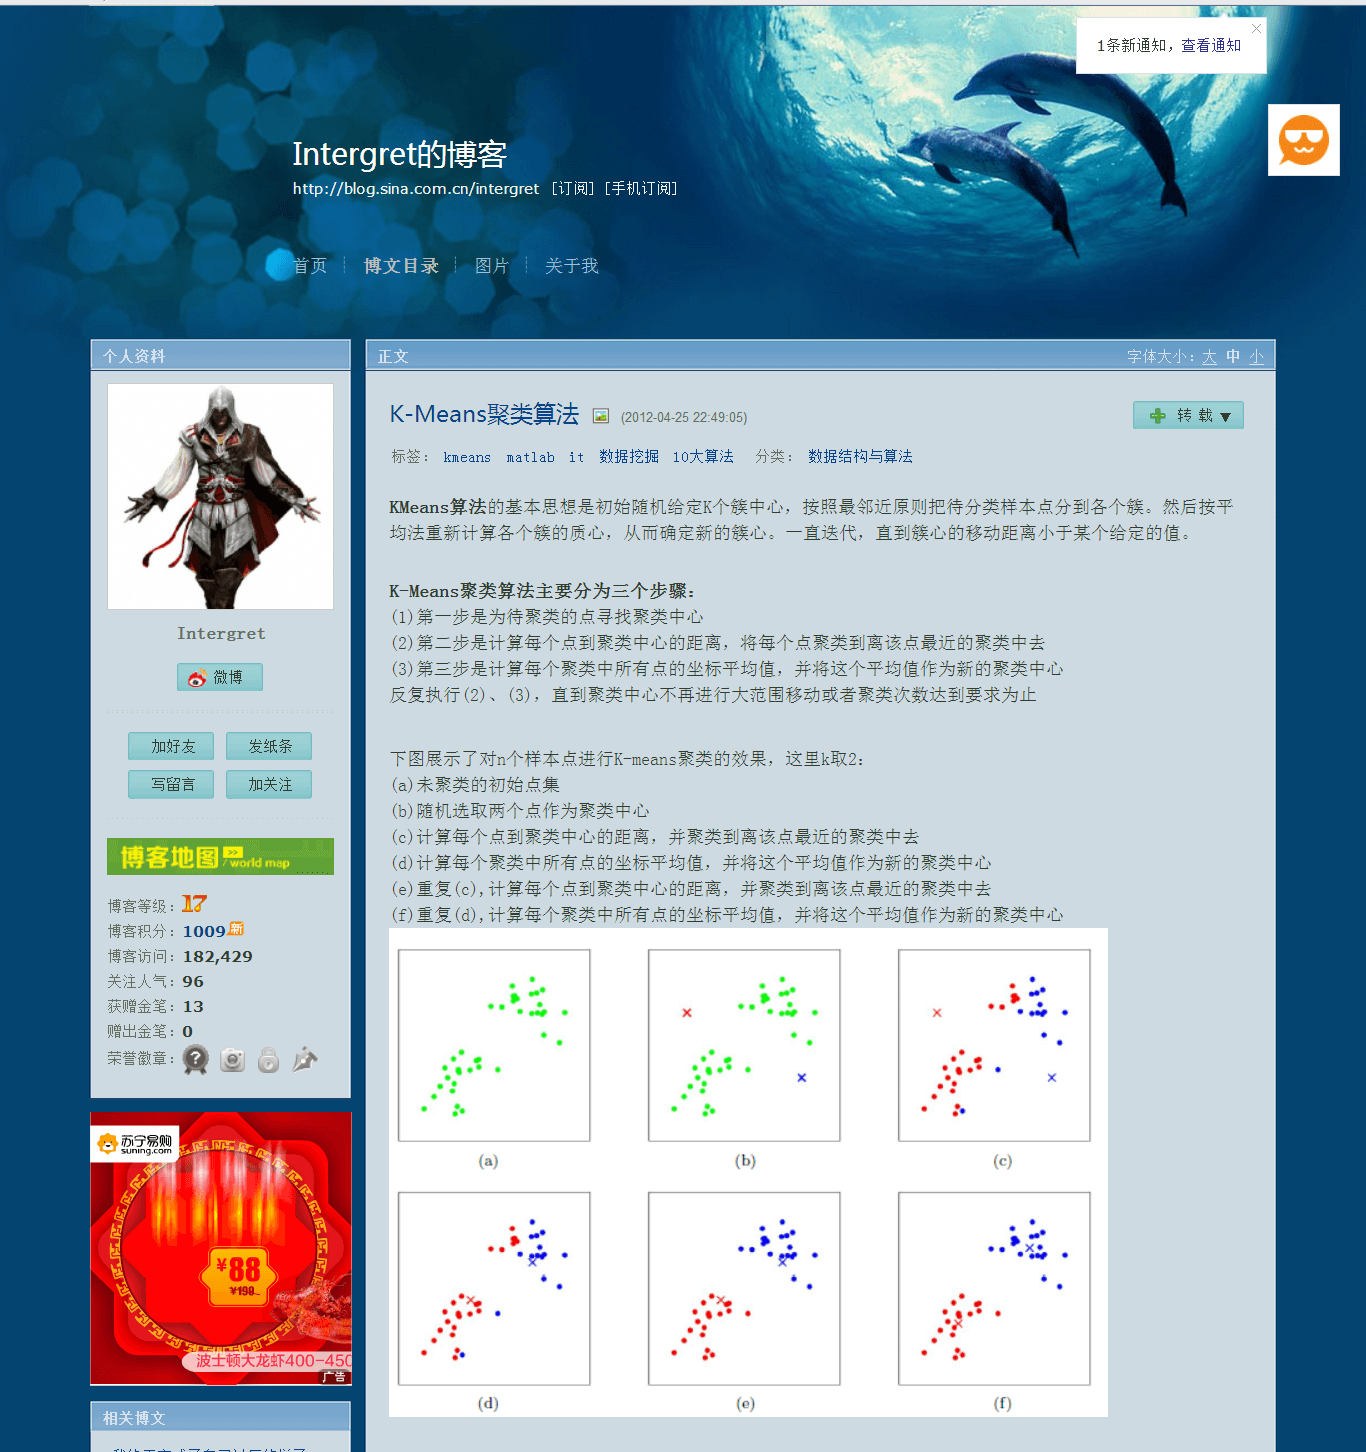 1条新通知，查看通知
Intergret的博客
http://blog.sina.com.cn/intergret [订阅] [手机订阅]
首页 博文目录 图片 关于我
个人资料
Intergret
微博
加好友 发纸条
写留言 加关注
博客地图 >> / world map
博客等级：17
博客积分：1009 新
博客访问：182,429
关注人气：96
获赠金笔：13
赠出金笔：0
荣誉徽章：
苏宁易购
suning.com
¥88
¥198
波士顿大龙虾400-450
广告
相关博文
正文 字体大小：大 中 小
K-Means聚类算法 (2012-04-25 22:49:05) 转载▼
标签： kmeans matlab it 数据挖掘 10大算法 分类： 数据结构与算法
KMeans算法的基本思想是初始随机给定K个簇中心，按照最邻近原则把待分类样本点分到各个簇。然后按平
均法重新计算各个簇的质心，从而确定新的簇心。一直迭代，直到簇心的移动距离小于某个给定的值。
K-Means聚类算法主要分为三个步骤：
(1)第一步是为待聚类的点寻找聚类中心
(2)第二步是计算每个点到聚类中心的距离，将每个点聚类到离该点最近的聚类中去
(3)第三步是计算每个聚类中所有点的坐标平均值，并将这个平均值作为新的聚类中心
反复执行(2)、(3)，直到聚类中心不再进行大范围移动或者聚类次数达到要求为止
下图展示了对n个样本点进行K-means聚类的效果，这里k取2：
(a)未聚类的初始点集
(b)随机选取两个点作为聚类中心
(c)计算每个点到聚类中心的距离，并聚类到离该点最近的聚类中去
(d)计算每个聚类中所有点的坐标平均值，并将这个平均值作为新的聚类中心
(e)重复(c),计算每个点到聚类中心的距离，并聚类到离该点最近的聚类中去
(f)重复(d),计算每个聚类中所有点的坐标平均值，并将这个平均值作为新的聚类中心
(a) (b) (c)
(d) (e) (f)